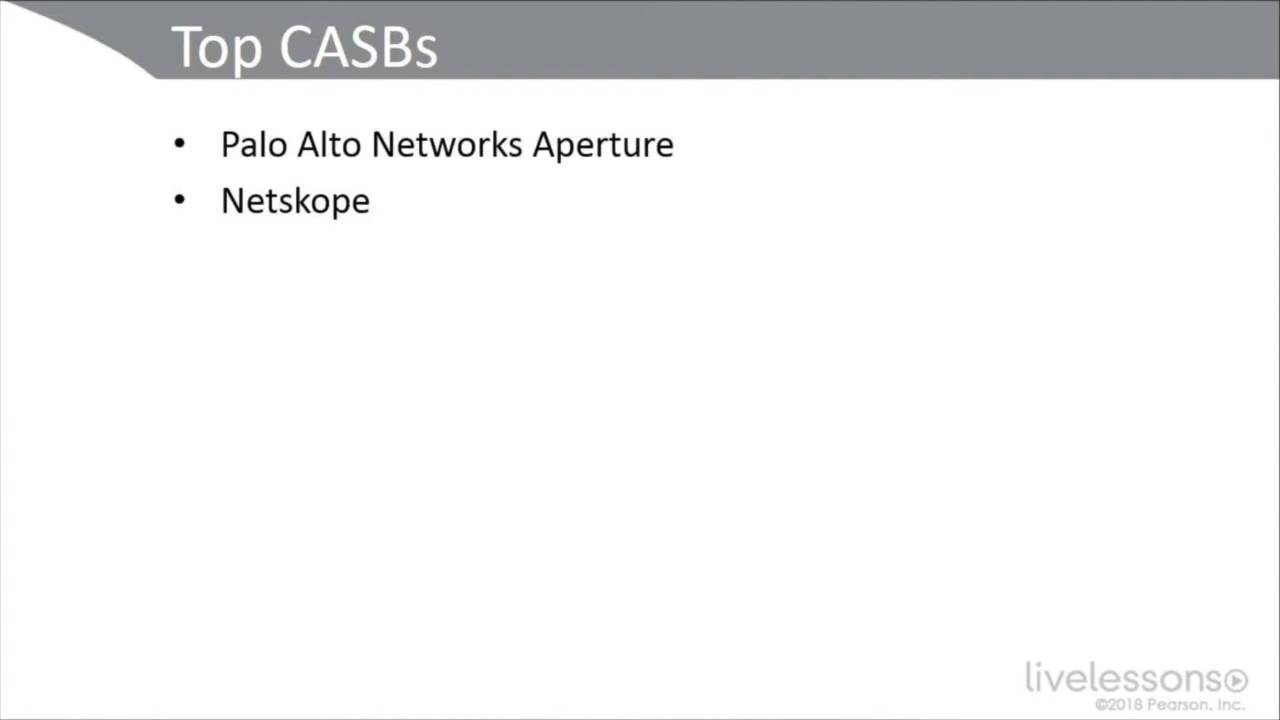 Top CASBs
• Palo Alto Networks Aperture
• Netskope
livelessons
©2018 Pearson, Inc.